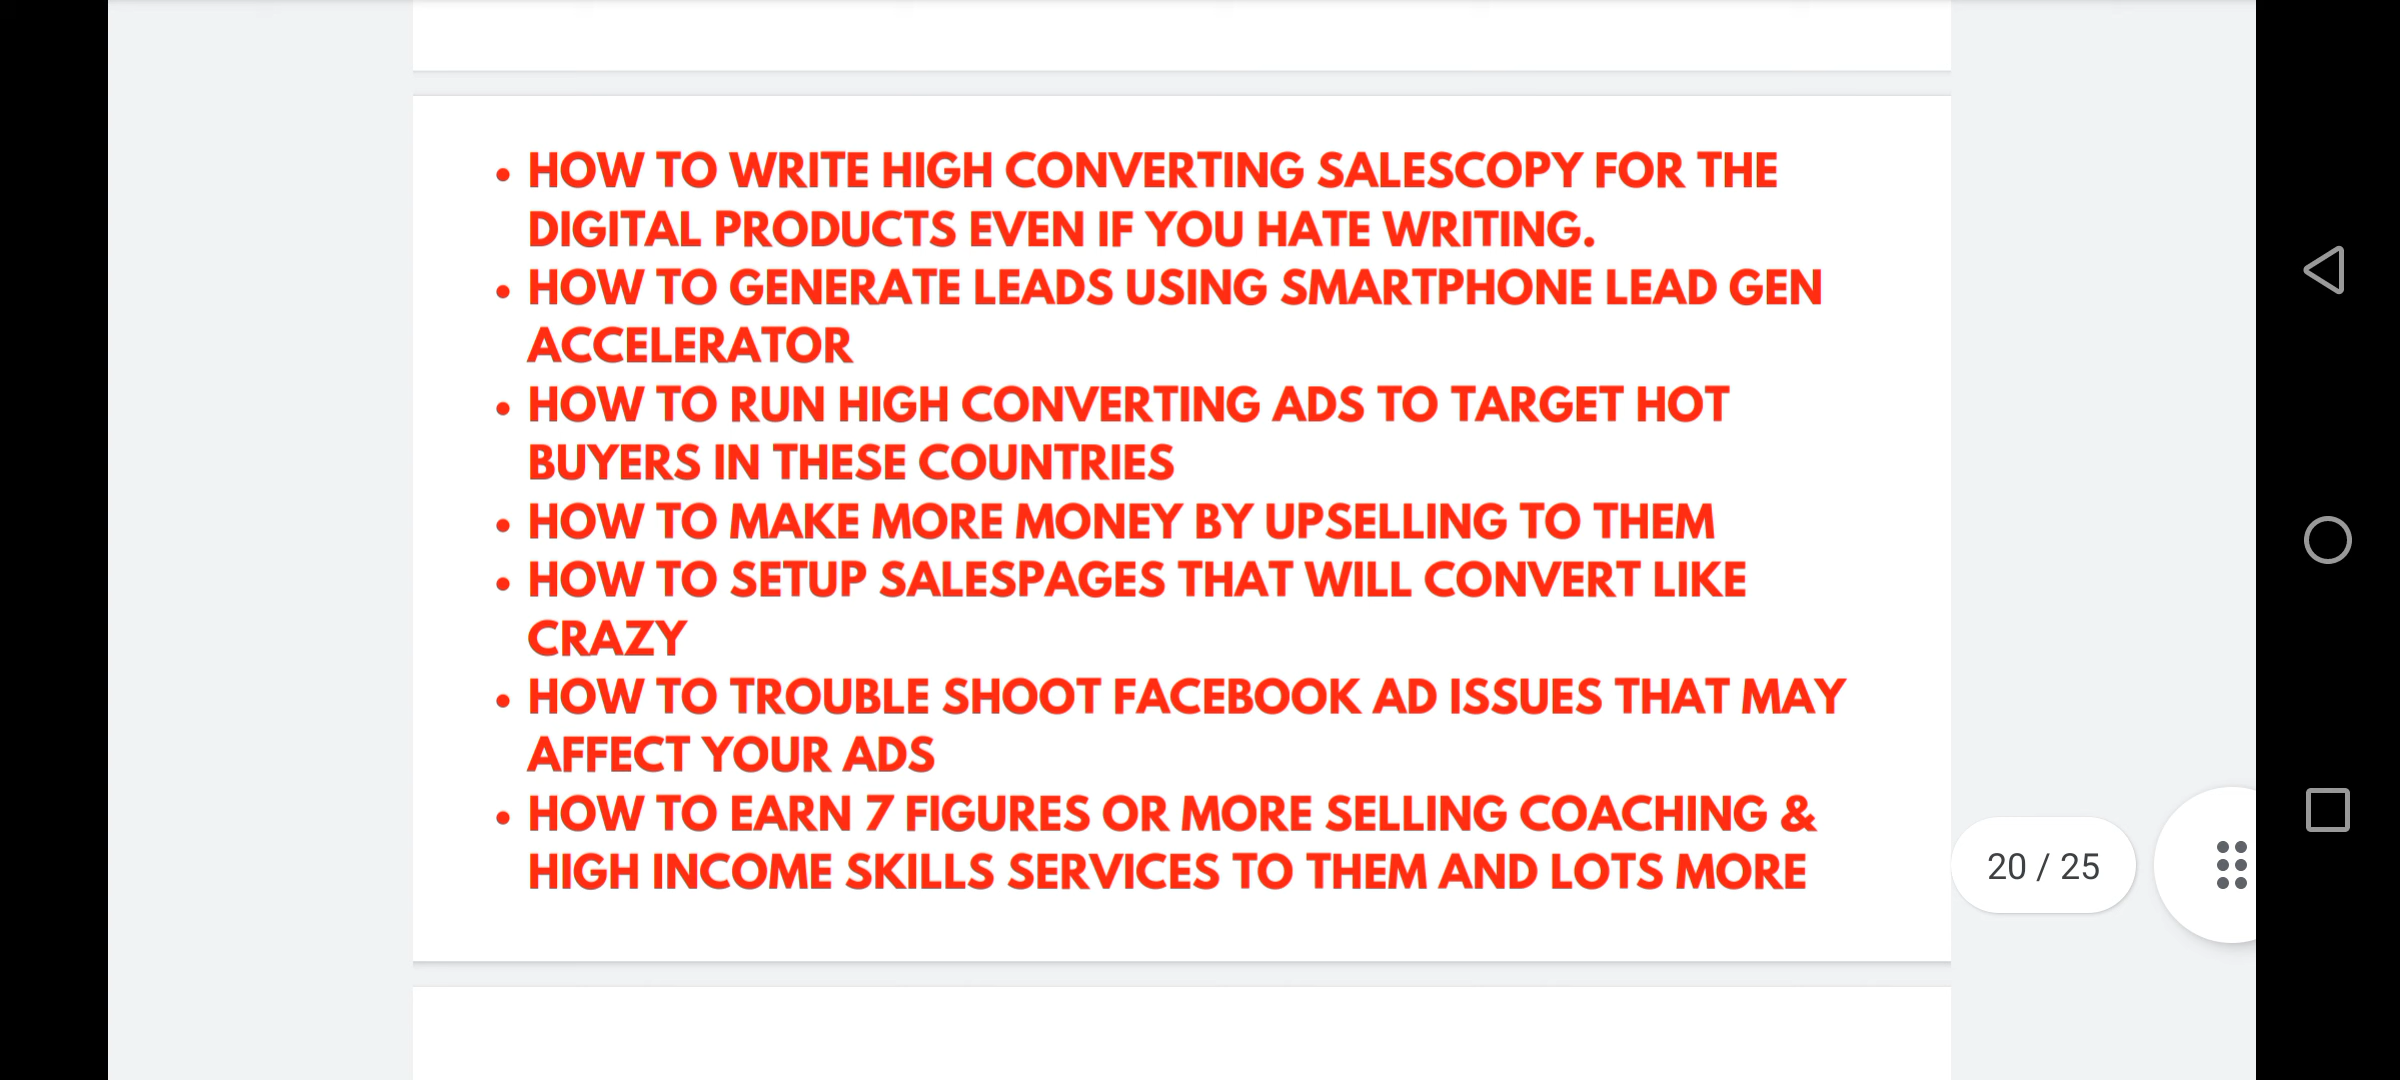 • HOW TO WRITE HIGH CONVERTING SALESCOPY FOR THE
DIGITAL PRODUCTS EVEN IF YOU HATE WRITING.
• HOW TO GENERATE LEADS USING SMARTPHONE LEAD GEN
ACCELERATOR
• HOW TO RUN HIGH CONVERTING ADS TO TARGET HOT
BUYERS IN THESE COUNTRIES
• HOW TO MAKE MORE MONEY BY UPSELLING TO THEM
• HOW TO SETUP SALESPAGES THAT WILL CONVERT LIKE
CRAZY
• HOW TO TROUBLE SHOOT FACEBOOK AD ISSUES THAT MAY
AFFECT YOUR ADS
• HOW TO EARN 7 FIGURES OR MORE SELLING COACHING &
HIGH INCOME SKILLS SERVICES TO THEM AND LOTS MORE
20 / 25